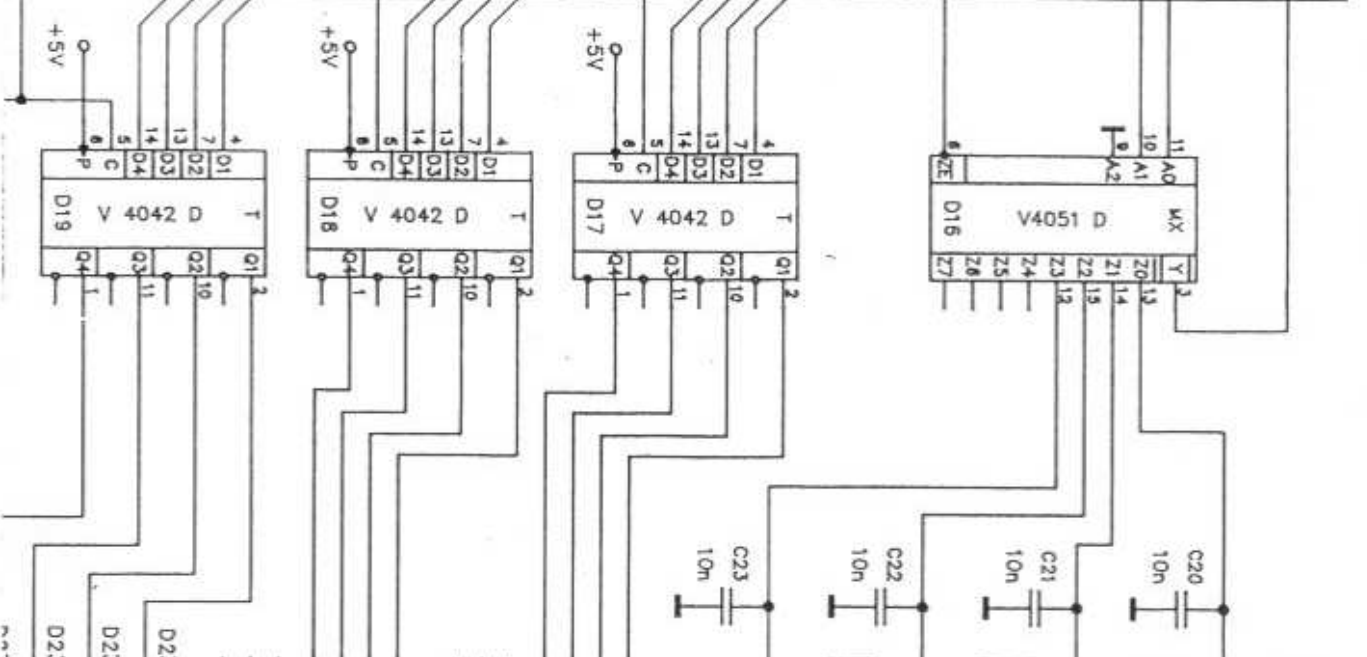 +5V
+5V
+5V
6 5 14 13 7 4
P C D4 D3 D2 D1
D19 V 4042 D T
Q4 Q3 Q2 Q1
1 11 10 2
6 5 14 13 7 4
P C D4 D3 D2 D1
D18 V 4042 D T
Q4 Q3 Q2 Q1
1 11 10 2
6 5 14 13 7 4
P C D4 D3 D2 D1
D17 V 4042 D T
Q4 Q3 Q2 Q1
1 11 10 2
6 9 10 11
ZE A2 A1 A0
D16 V4051 D MX
Z7 Z6 Z5 Z4 Z3 Z2 Z1 Z0 Y
12 15 14 13 3
C23
10n
C22
10n
C21
10n
C20
10n